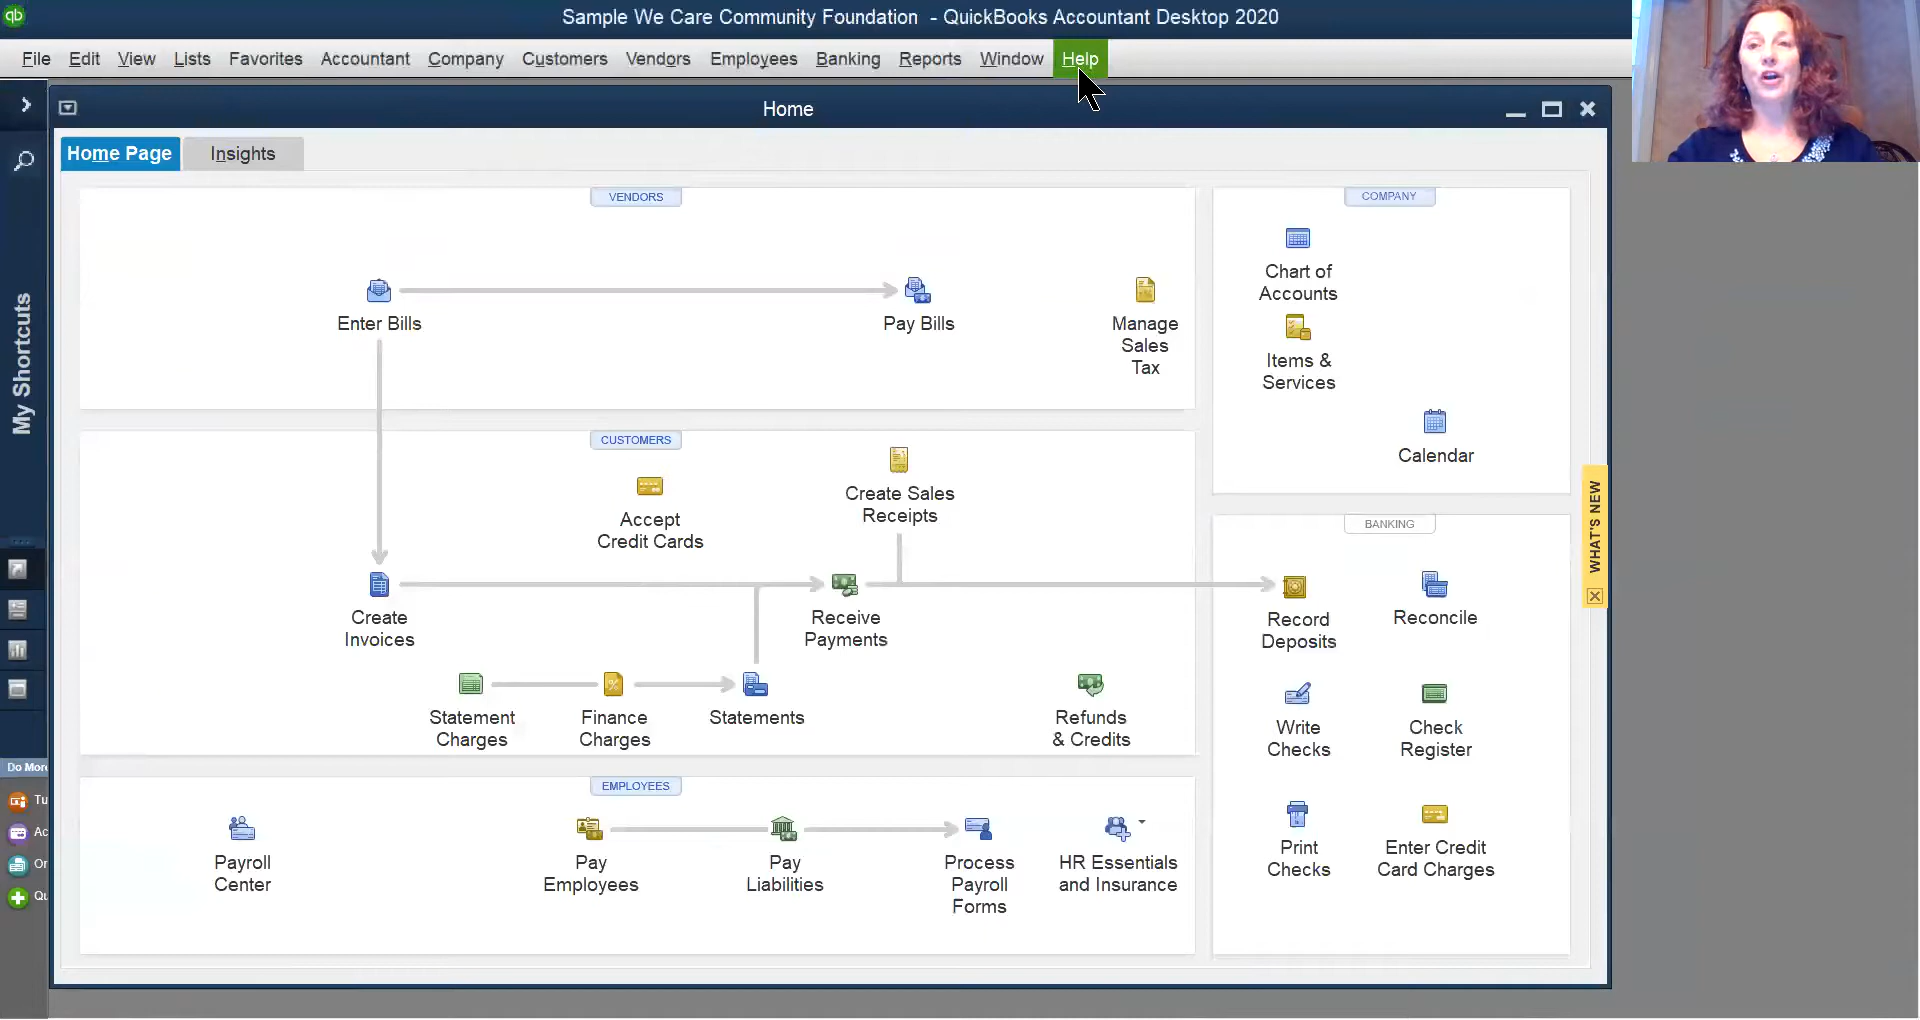 qb
Sample We Care Community Foundation - QuickBooks Accountant Desktop 2020
File Edit View Lists Favorites Accountant Company Customers Vendors Employees Banking Reports Window Help
Home
Home Page
Insights
My Shortcuts
Do More
Tu
Ac
Or
Qu
VENDORS
Enter Bills
Pay Bills
Manage
Sales
Tax
CUSTOMERS
Accept
Credit Cards
Create Sales
Receipts
Create
Invoices
Receive
Payments
Statement
Charges
Finance
Charges
Statements
Refunds
& Credits
EMPLOYEES
Payroll
Center
Pay
Employees
Pay
Liabilities
Process
Payroll
Forms
HR Essentials
and Insurance
COMPANY
Chart of
Accounts
Items &
Services
Calendar
BANKING
Record
Deposits
Reconcile
Write
Checks
Check
Register
Print
Checks
Enter Credit
Card Charges
WHAT'S NEW